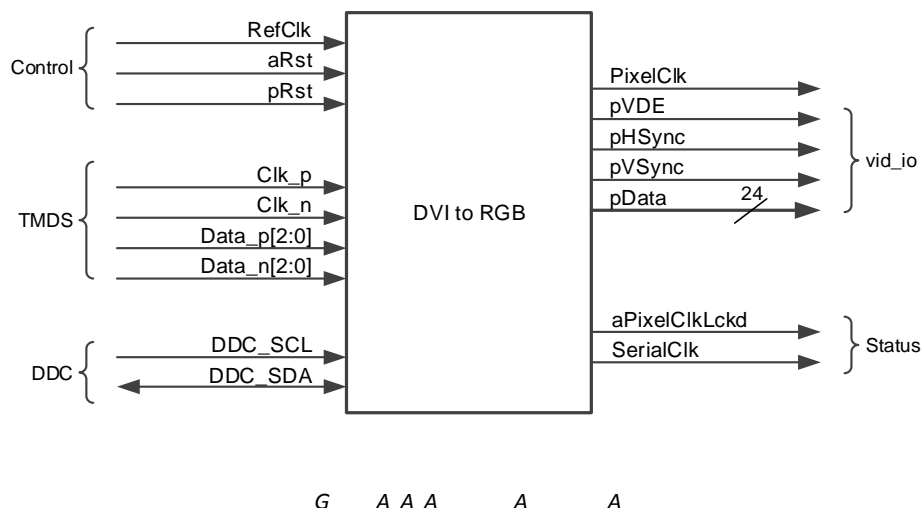 RefClk
aRst
pRst
Control
Clk_p
Clk_n
Data_p[2:0]
Data_n[2:0]
TMDS
DDC_SCL
DDC_SDA
DDC
DVI to RGB
PixelClk
pVDE
pHSync
pVSync
pData 24
vid_io
aPixelClkLckd
SerialClk
Status
G A A A A A